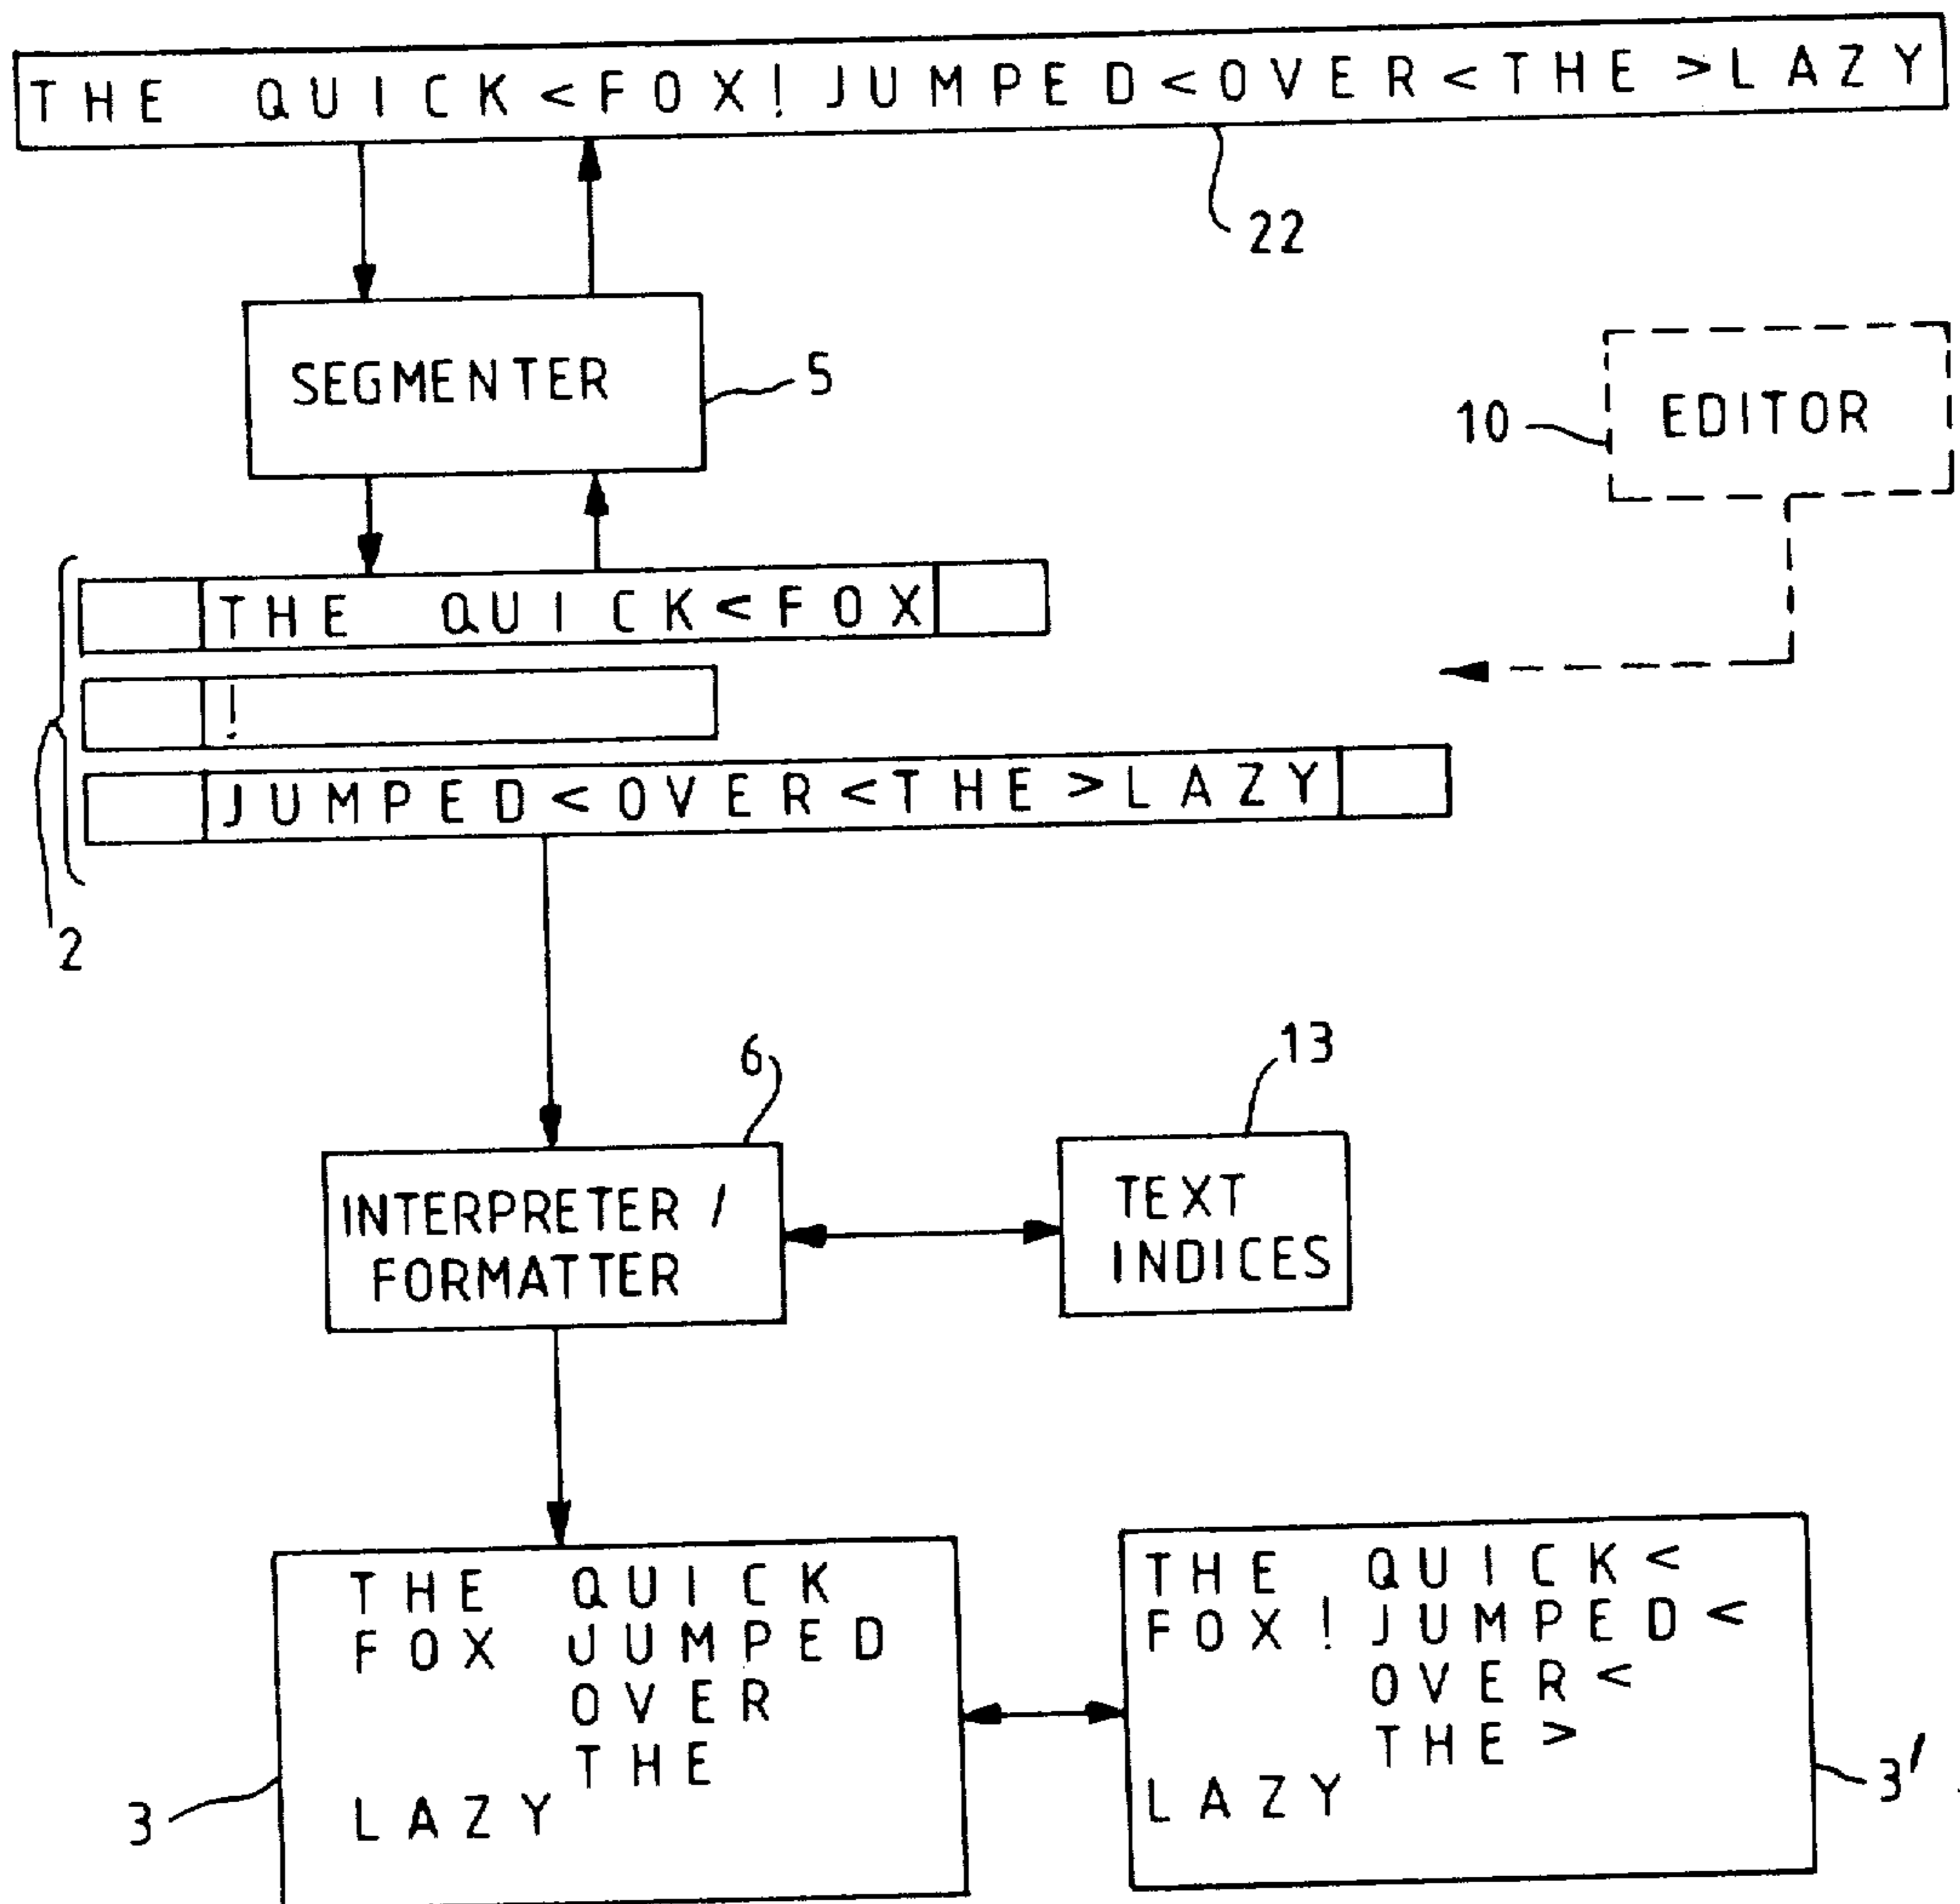 THE QUICK<FOX!JUMPED<OVER<THE>LAZY
22
SEGMENTER
5
10
EDITOR
THE QUICK<FOX
!
JUMPED<OVER<THE>LAZY
2
6
13
INTERPRETER /
FORMATTER
TEXT
INDICES
THE QUICK
FOX JUMPED
OVER
THE
LAZY
3
THE QUICK<
FOX!JUMPED<
OVER<
THE>
LAZY
3'